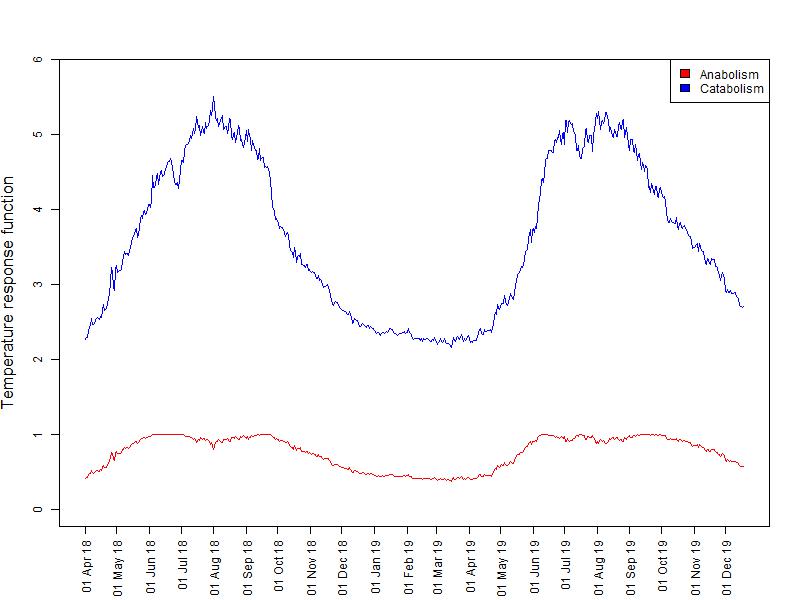 Temperature response function
6
5
4
3
2
1
0
Anabolism
Catabolism
01 Apr 18
01 May 18
01 Jun 18
01 Jul 18
01 Aug 18
01 Sep 18
01 Oct 18
01 Nov 18
01 Dec 18
01 Jan 19
01 Feb 19
01 Mar 19
01 Apr 19
01 May 19
01 Jun 19
01 Jul 19
01 Aug 19
01 Sep 19
01 Oct 19
01 Nov 19
01 Dec 19